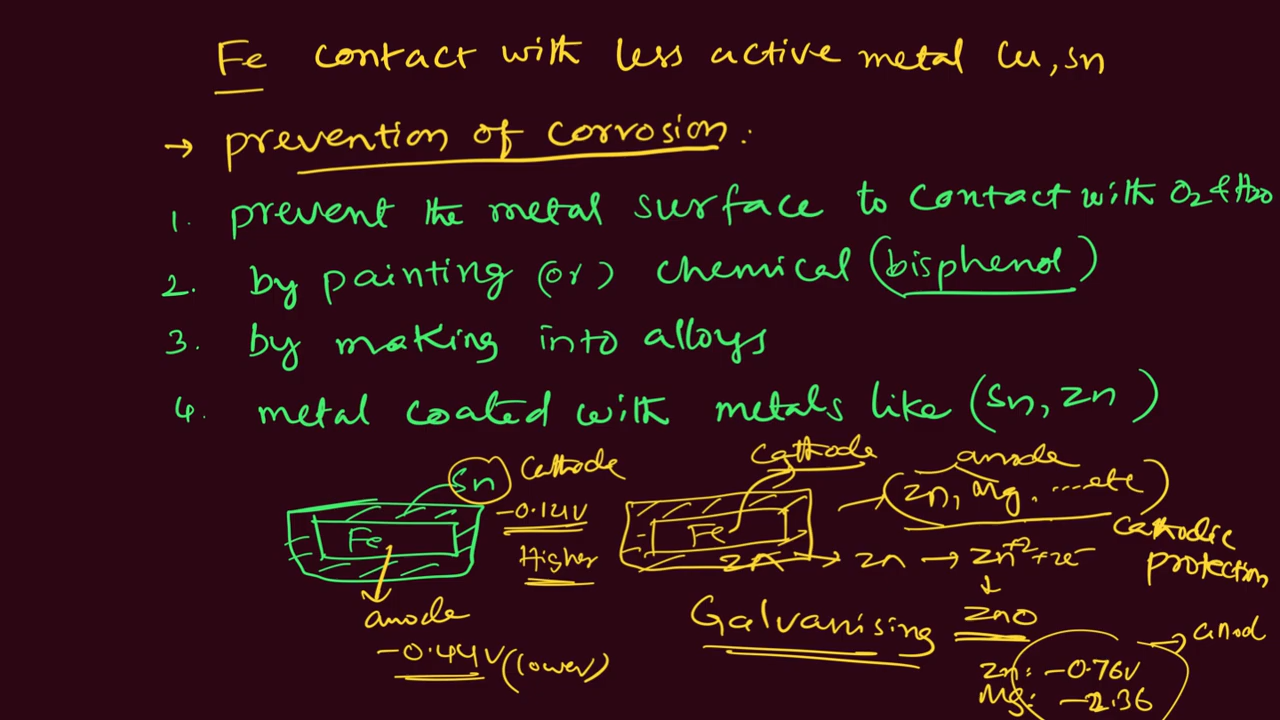 Fe contact with less active metal Cu, Sn
→ prevention of corrosion:
1. prevent the metal surface to contact with O2 & H2O
2. by painting (or) chemical (bisphenol)
3. by making into alloys
4. metal coated with metals like (Sn, Zn)
Sn cathode
-0.121V
Higher
Fe
anode
-0.44V (lower)
cathode
Fe
anode
(Zn, Mg, ....etc)
cathodic
protection
Zn → Zn → Zn+2 + 2e-
↓
ZnO
Galvanising
→ anod
Zn: -0.76V
Mg: -2.36